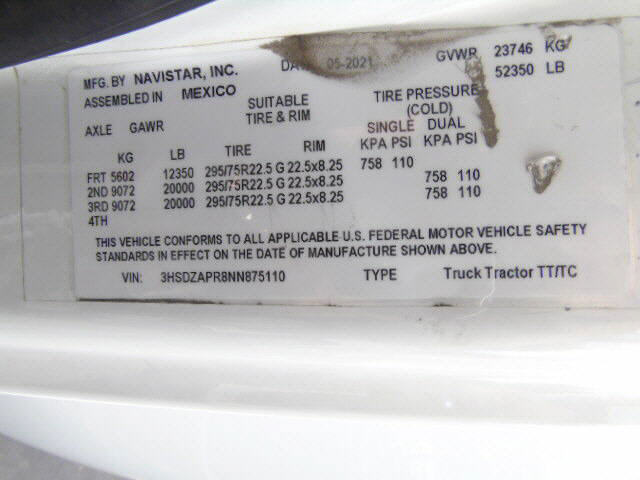 MFG. BY NAVISTAR, INC. DA 05-2021 GVWR 23746 KG
ASSEMBLED IN MEXICO 52350 LB
SUITABLE TIRE PRESSURE
TIRE & RIM (COLD)
AXLE GAWR SINGLE DUAL
KG LB TIRE RIM KPA PSI KPA PSI
FRT 5602 12350 295/75R22.5 G 22.5x8.25 758 110
2ND 9072 20000 295/75R22.5 G 22.5x8.25 758 110
3RD 9072 20000 295/75R22.5 G 22.5x8.25 758 110
4TH
THIS VEHICLE CONFORMS TO ALL APPLICABLE U.S. FEDERAL MOTOR VEHICLE SAFETY
STANDARDS IN EFFECT ON THE DATE OF MANUFACTURE SHOWN ABOVE.
VIN: 3HSDZAPR8NN875110 TYPE Truck Tractor TT/TC